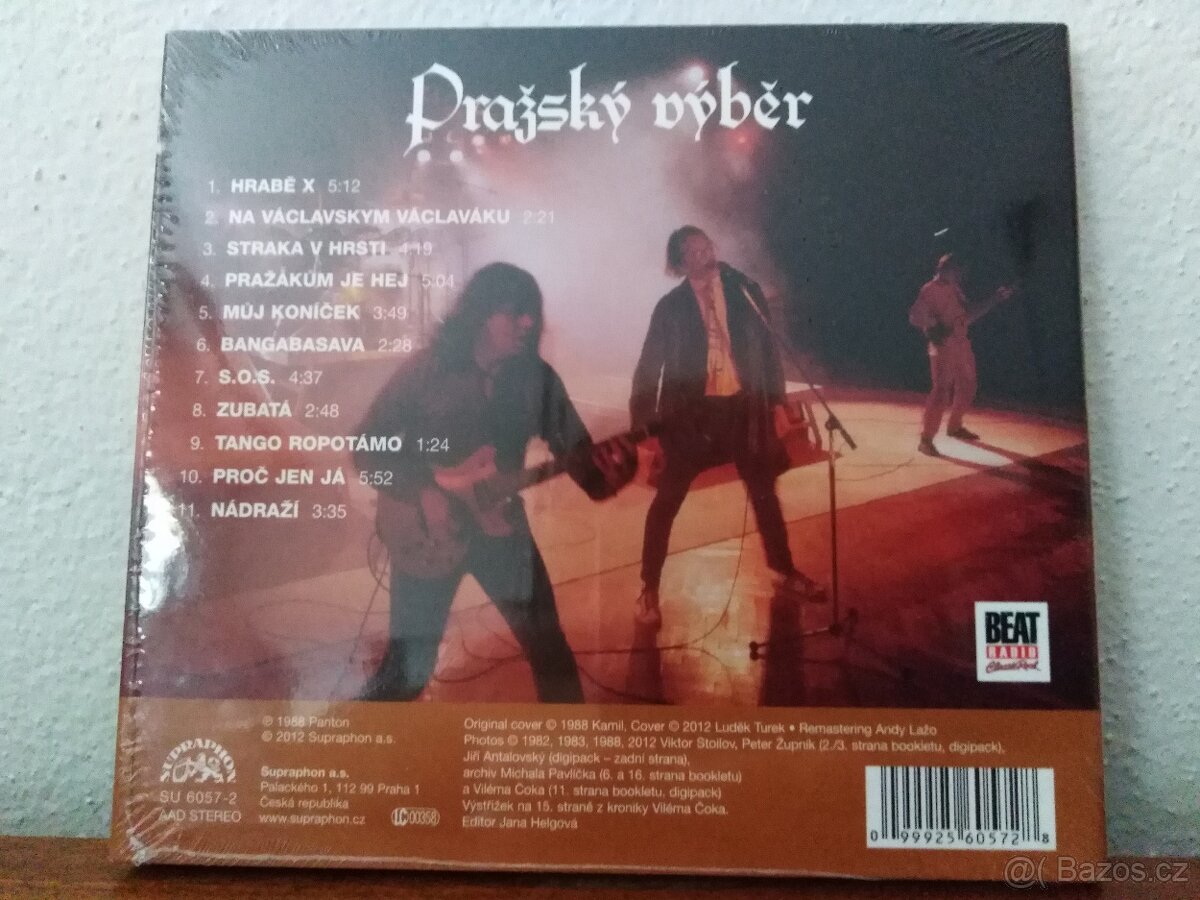 Pražský výběr
1. HRABĚ X 5:12
2. NA VÁCLAVSKYM VÁCLAVÁKU 2:21
3. STRAKA V HRSTI 4:19
4. PRAŽÁKŮM JE HEJ 5:04
5. MŮJ KONÍČEK 3:49
6. BANGABASAVA 2:28
7. S.O.S. 4:37
8. ZUBATÁ 2:48
9. TANGO ROPOTÁMO 1:24
10. PROČ JEN JÁ 5:52
11. NÁDRAŽÍ 3:35
BEAT
RADIO
ClassicRock
℗ 1988 Panton
© 2012 Supraphon a.s.
SUPRAPHON
SU 6057-2
AAD STEREO
Supraphon a.s.
Palackého 1, 112 99 Praha 1
Česká republika
www.supraphon.cz
LC 00358
Original cover © 1988 Kamil, Cover © 2012 Luděk Turek • Remastering Andy Lažo
Photos © 1982, 1983, 1988, 2012 Viktor Stoilov, Peter Župník (2./3. strana bookletu, digipack),
Jiří Antalovský (digipack – zadní strana),
archiv Michala Pavlíčka (6. a 16. strana bookletu)
a Viléma Čoka (11. strana bookletu, digipack)
Výstřižek na 15. straně z kroniky Viléma Čoka.
Editor Jana Helgová
0 99925 60572 8
@( Bazos.cz